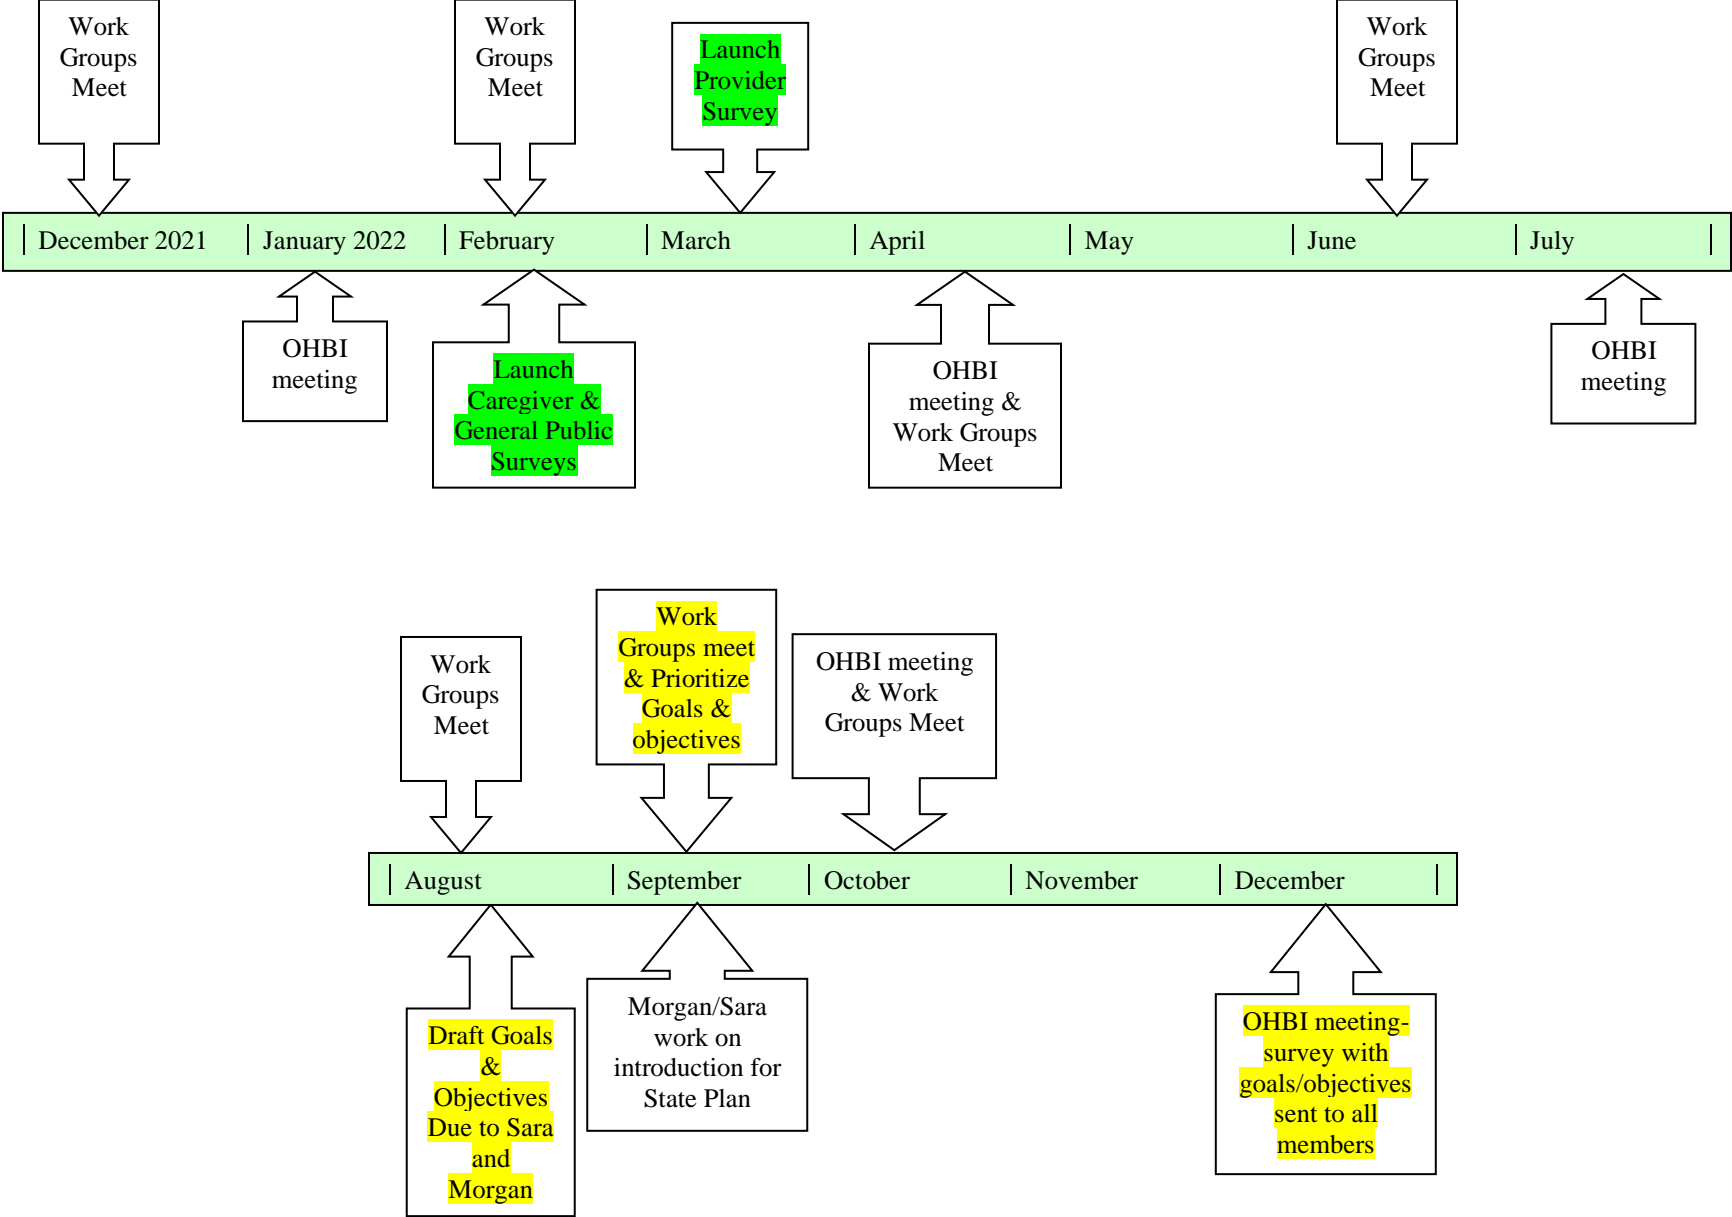 Work
Groups
Meet
Work
Groups
Meet
Launch
Provider
Survey
Work
Groups
Meet
December 2021
January 2022
February
March
April
May
June
July
OHBI
meeting
Launch
Caregiver &
General Public
Surveys
OHBI
meeting &
Work Groups
Meet
OHBI
meeting
Work
Groups
Meet
Work
Groups meet
& Prioritize
Goals &
objectives
OHBI meeting
& Work
Groups Meet
August
September
October
November
December
Draft Goals
&
Objectives
Due to Sara
and
Morgan
Morgan/Sara
work on
introduction for
State Plan
OHBI meeting-
survey with
goals/objectives
sent to all
members